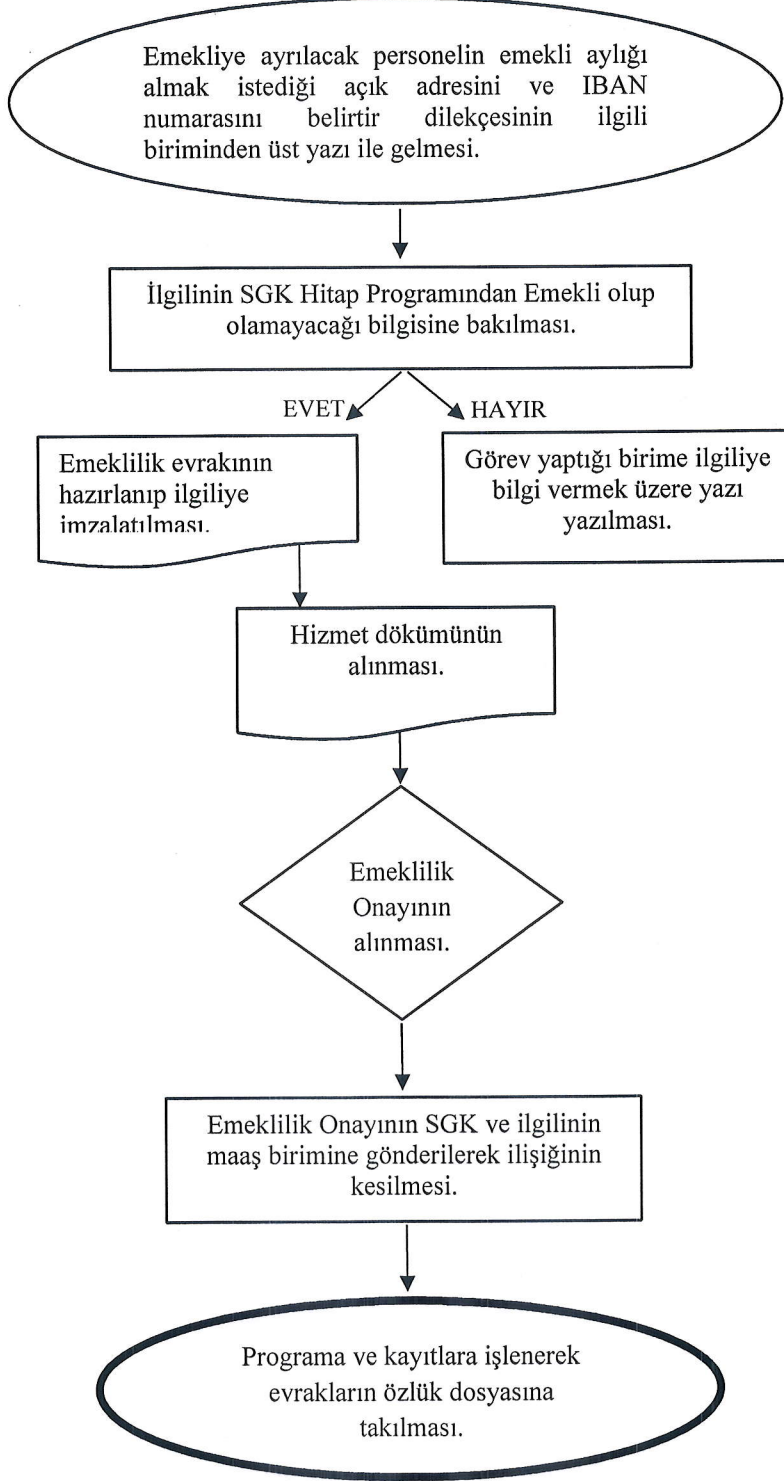 Emekliye ayrılacak personelin emekli aylığı
almak istediği açık adresini ve IBAN
numarasını belirtir dilekçesinin ilgili
biriminden üst yazı ile gelmesi.
İlgilinin SGK Hitap Programından Emekli olup
olamayacağı bilgisine bakılması.
EVET
HAYIR
Emeklilik evrakının
hazırlanıp ilgiliye
imzalatılması.
Görev yaptığı birime ilgiliye
bilgi vermek üzere yazı
yazılması.
Hizmet dökümünün
alınması.
Emeklilik
Onayının
alınması.
Emeklilik Onayının SGK ve ilgilinin
maaş birimine gönderilerek ilişiğinin
kesilmesi.
Programa ve kayıtlara işlenerek
evrakların özlük dosyasına
takılması.